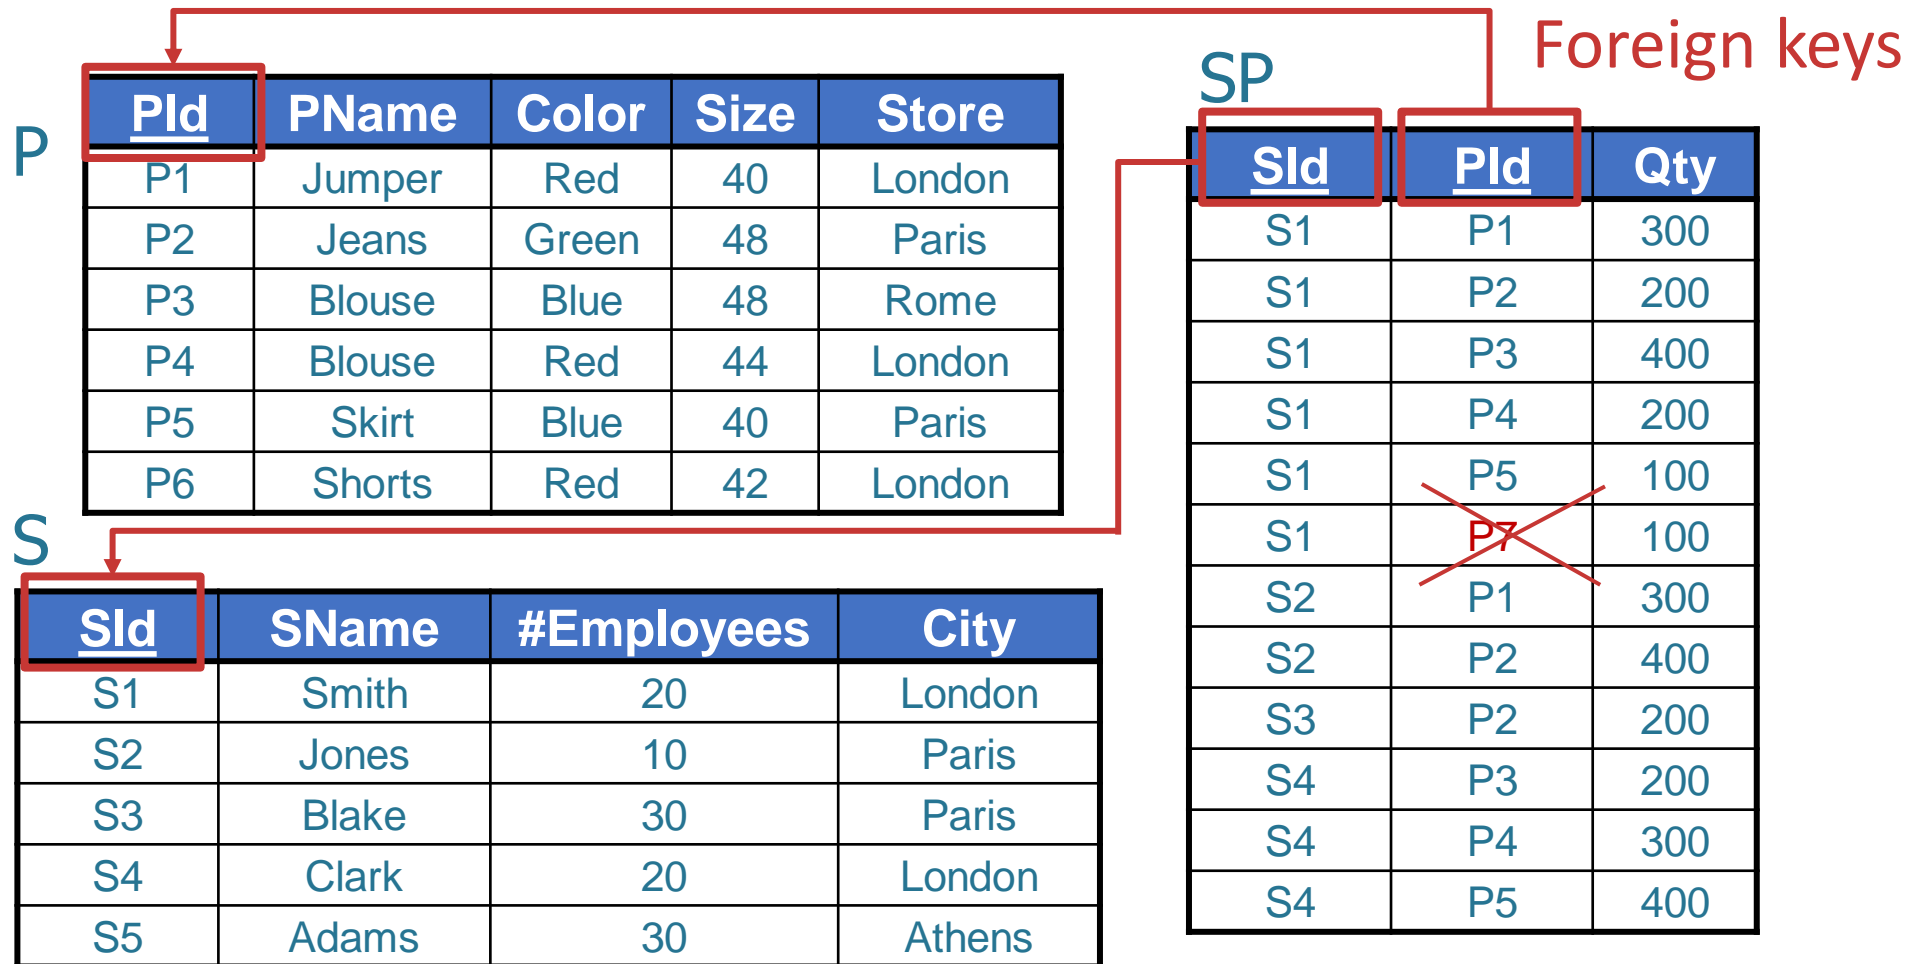 Foreign keys
P
PId PName Color Size Store
P1 Jumper Red 40 London
P2 Jeans Green 48 Paris
P3 Blouse Blue 48 Rome
P4 Blouse Red 44 London
P5 Skirt Blue 40 Paris
P6 Shorts Red 42 London
S
SId SName #Employees City
S1 Smith 20 London
S2 Jones 10 Paris
S3 Blake 30 Paris
S4 Clark 20 London
S5 Adams 30 Athens
SP
SId PId Qty
S1 P1 300
S1 P2 200
S1 P3 400
S1 P4 200
S1 P5 100
S1 P7 100
S2 P1 300
S2 P2 400
S3 P2 200
S4 P3 200
S4 P4 300
S4 P5 400